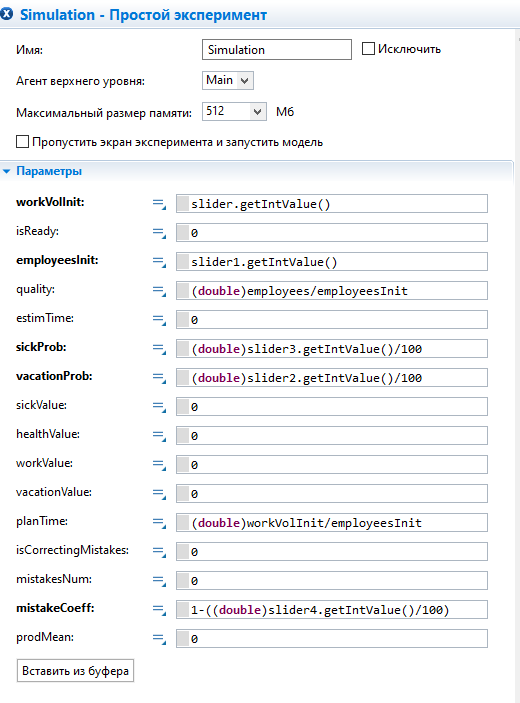 Simulation - Простой эксперимент
Имя: Simulation Исключить
Агент верхнего уровня: Main
Максимальный размер памяти: 512 Мб
Пропустить экран эксперимента и запустить модель
Параметры
workVolInit: slider.getIntValue()
isReady: 0
employeesInit: slider1.getIntValue()
quality: (double)employees/employeesInit
estimTime: 0
sickProb: (double)slider3.getIntValue()/100
vacationProb: (double)slider2.getIntValue()/100
sickValue: 0
healthValue: 0
workValue: 0
vacationValue: 0
planTime: (double)workVolInit/employeesInit
isCorrectingMistakes: 0
mistakesNum: 0
mistakeCoeff: 1-((double)slider4.getIntValue()/100)
prodMean: 0
Вставить из буфера